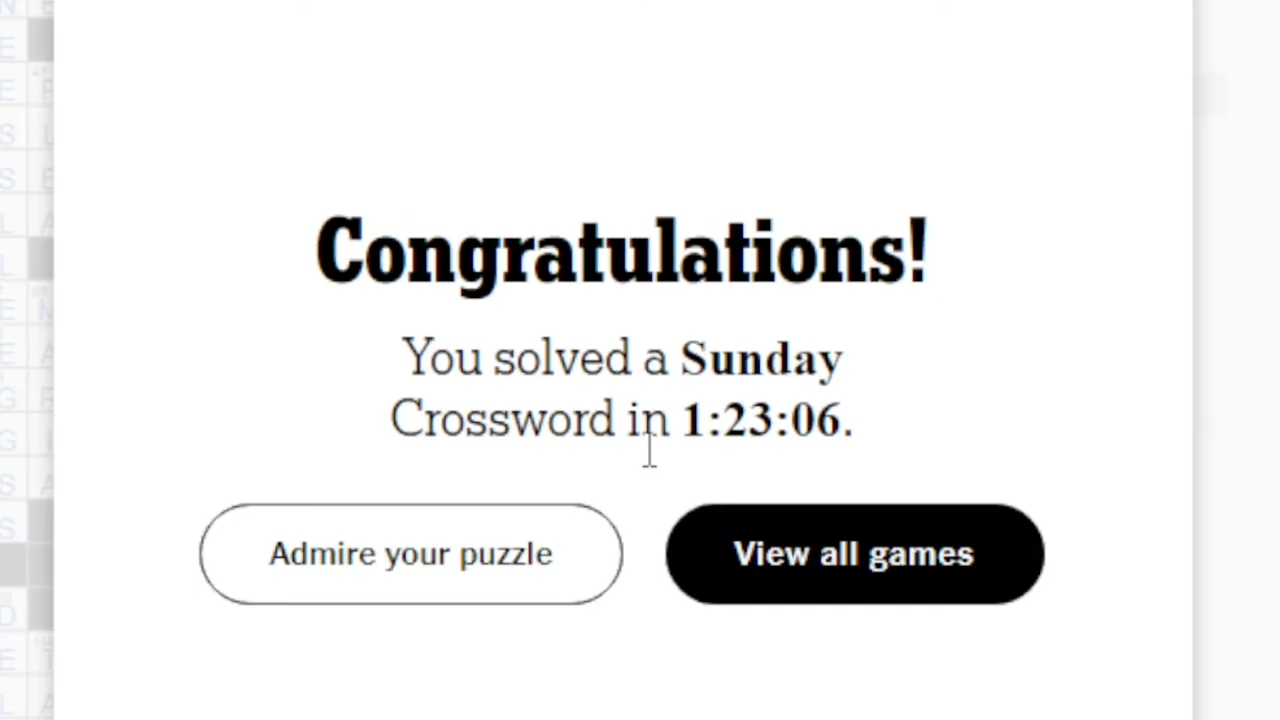 Congratulations!
You solved a Sunday
Crossword in 1:23:06.
Admire your puzzle
View all games